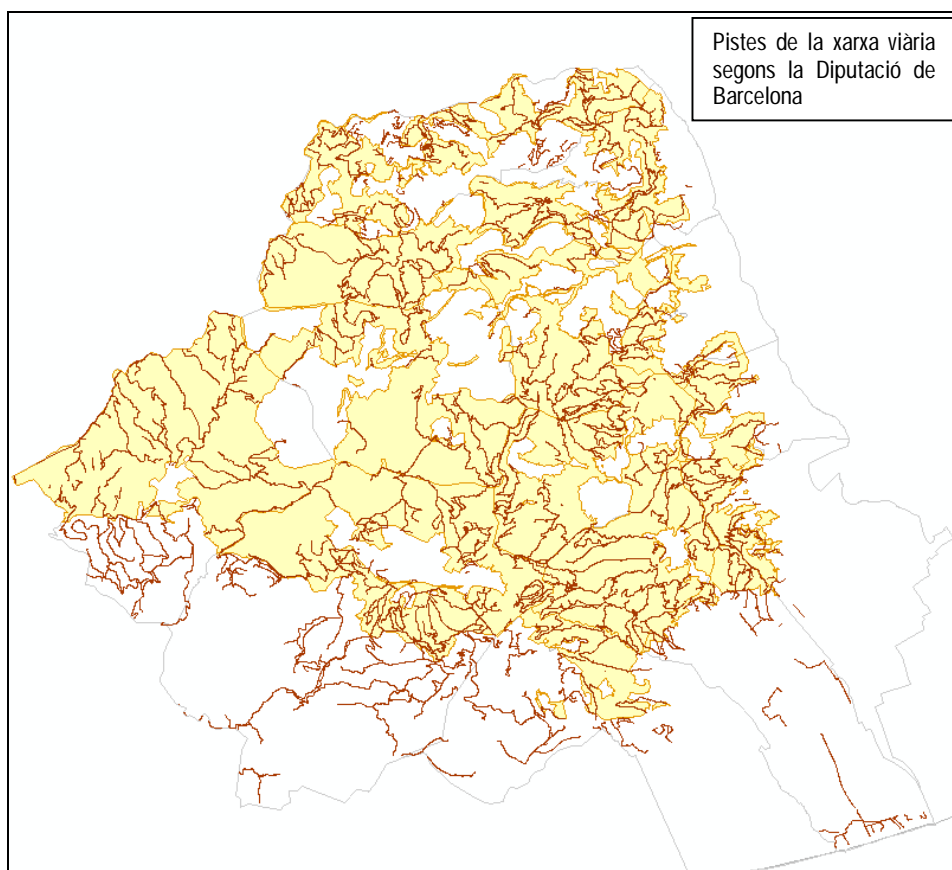 Pistes de la xarxa viària
segons la Diputació de
Barcelona